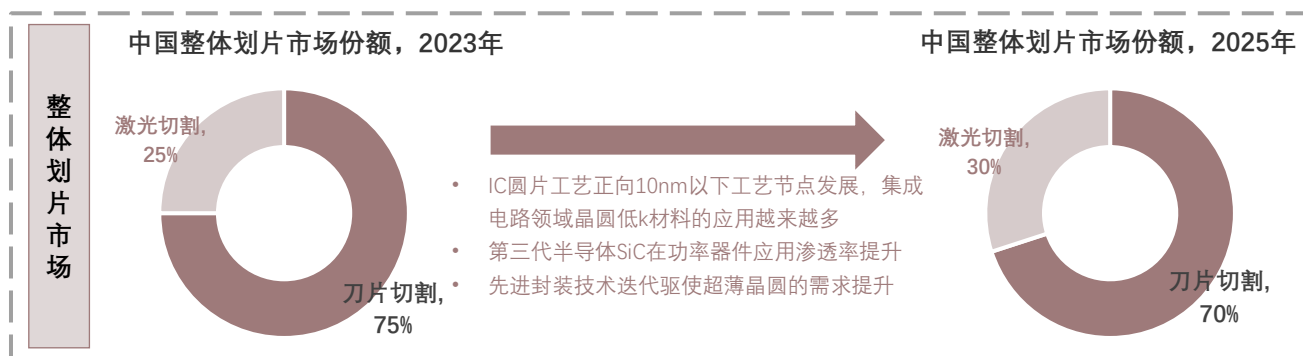 整体划片市场
中国整体划片市场份额，2023年
激光切割,
25%
刀片切割,
75%
• IC圆片工艺正向10nm以下工艺节点发展，集成
电路领域晶圆低k材料的应用越来越多
• 第三代半导体SiC在功率器件应用渗透率提升
• 先进封装技术迭代驱使超薄晶圆的需求提升
中国整体划片市场份额，2025年
激光切割,
30%
刀片切割,
70%